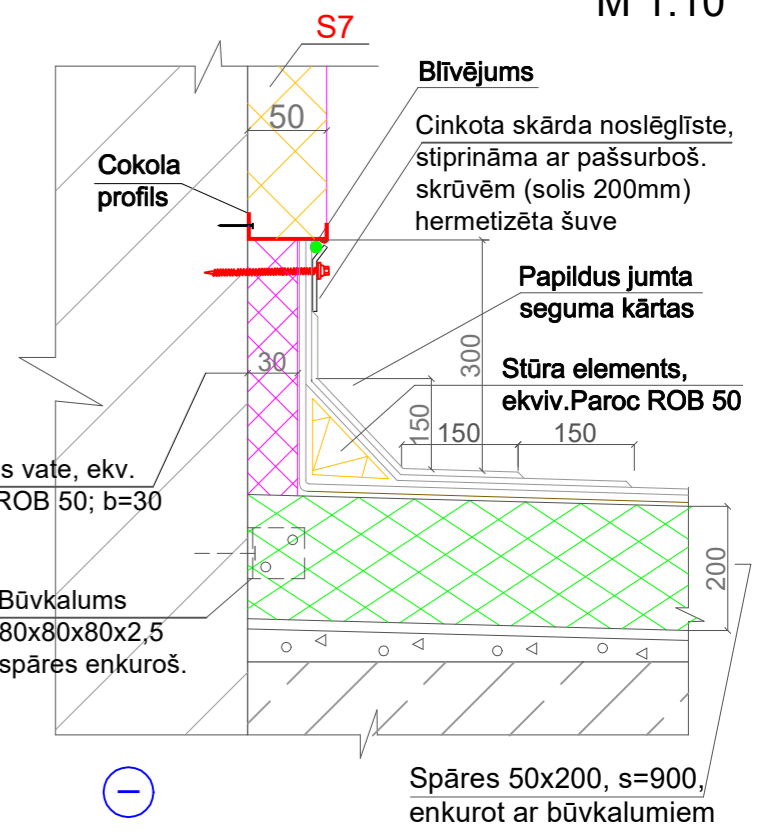 M 1:10
S7
Blīvējums
50
Cinkota skārda noslēglīste,
stiprināma ar pašsurboš.
skrūvēm (solis 200mm)
hermetizēta šuve
Cokola
profils
Papildus jumta
seguma kārtas
300
30
Stūra elements,
ekviv.Paroc ROB 50
150
150
150
s vate, ekv.
ROB 50; b=30
200
Būvkalums
80x80x80x2,5
spāres enkuroš.
Spāres 50x200, s=900,
enkurot ar būvkalumiem